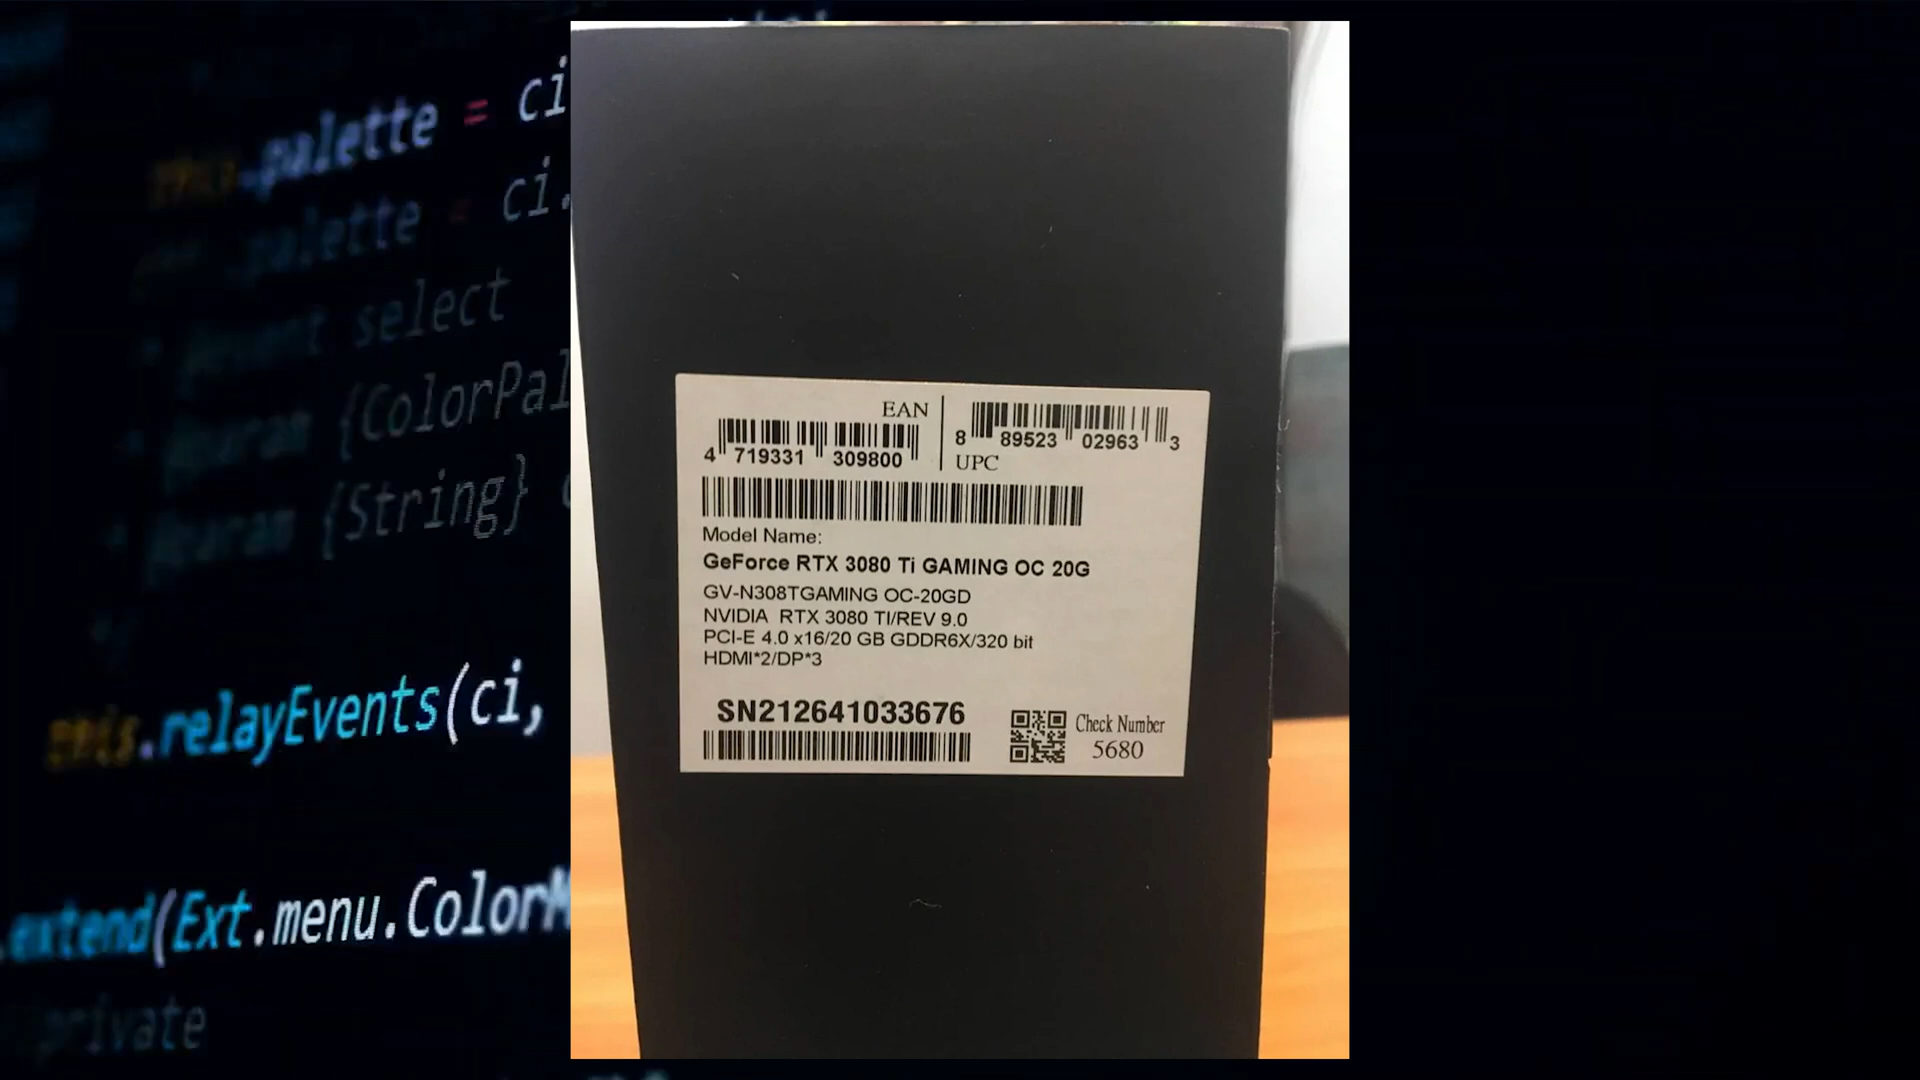 this.palette = ci
.palette = ci.
select
{ColorPal
{String}
this.relayEvents(ci,
.extend(Ext.menu.ColorM
private
EAN
4 719331 309800
8 89523 02963 3
UPC
Model Name:
GeForce RTX 3080 Ti GAMING OC 20G
GV-N308TGAMING OC-20GD
NVIDIA RTX 3080 TI/REV 9.0
PCI-E 4.0 x16/20 GB GDDR6X/320 bit
HDMI*2/DP*3
SN212641033676
Check Number
5680